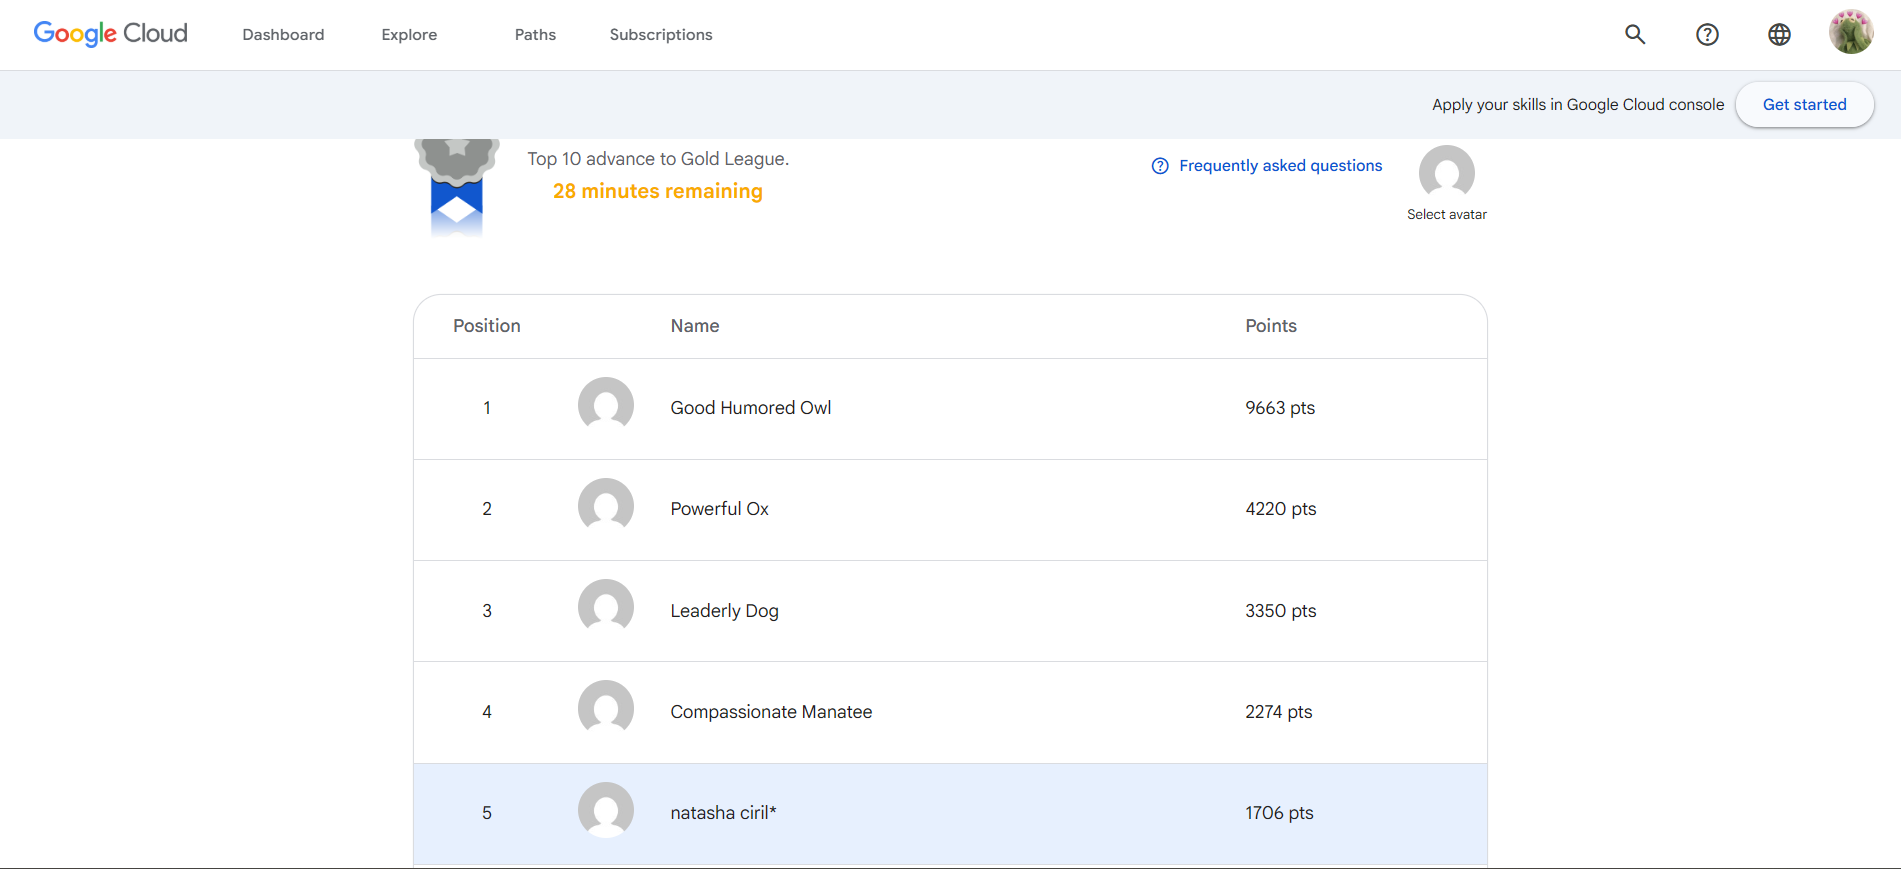 Google Cloud Dashboard Explore Paths Subscriptions
Apply your skills in Google Cloud console Get started
Top 10 advance to Gold League.
28 minutes remaining
Frequently asked questions
Select avatar
Position Name Points
1 Good Humored Owl 9663 pts
2 Powerful Ox 4220 pts
3 Leaderly Dog 3350 pts
4 Compassionate Manatee 2274 pts
5 natasha ciril* 1706 pts